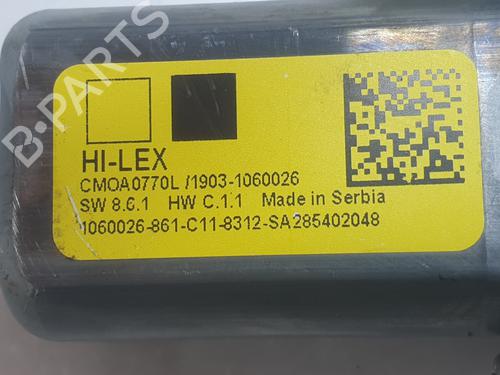 B-PARTS
HI-LEX
CMOA0770L /1903-1060026
SW 8.6.1 HW C.1.1 Made in Serbia
1060026-861-C11-8312-SA285402048